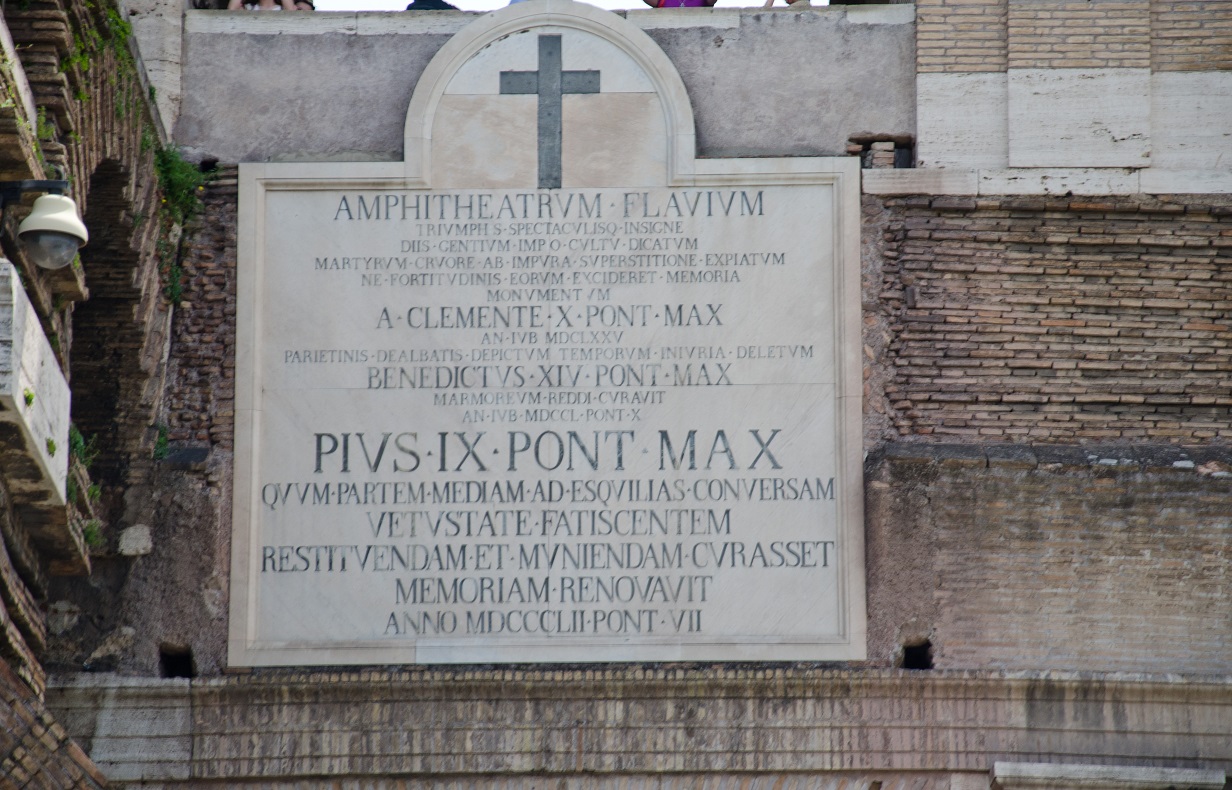 AMPHITHEATRVM · FLAVIVM
TRIVMPHIS · SPECTACVLISQ · INSIGNE
DIIS · GENTIVM · IMPIO · CVLTV · DICATVM
MARTYRVM · CRVORE · AB · IMPVRA · SVPERSTITIONE · EXPIATVM
NE · FORTITVDINIS · EORVM · EXCIDERET · MEMORIA
MONVMENTVM
A · CLEMENTE · X · PONT · MAX
AN · IVB MDCLXXV
PARIETINIS · DEALBATIS · DEPICTVM TEMPORVM · INIVRIA · DELETVM
BENEDICTVS · XIV · PONT · MAX
MARMOREVM · REDDI · CVRAVIT
AN · IVB · MDCCL · PONT · X
PIVS · IX · PONT · MAX
QVVM · PARTEM · MEDIAM · AD · ESQVILIAS · CONVERSAM
VETVSTATE · FATISCENTEM
RESTITVENDAM · ET · MVNIENDAM · CVRASSET
MEMORIAM · RENOVAVIT
ANNO MDCCCLII · PONT · VII